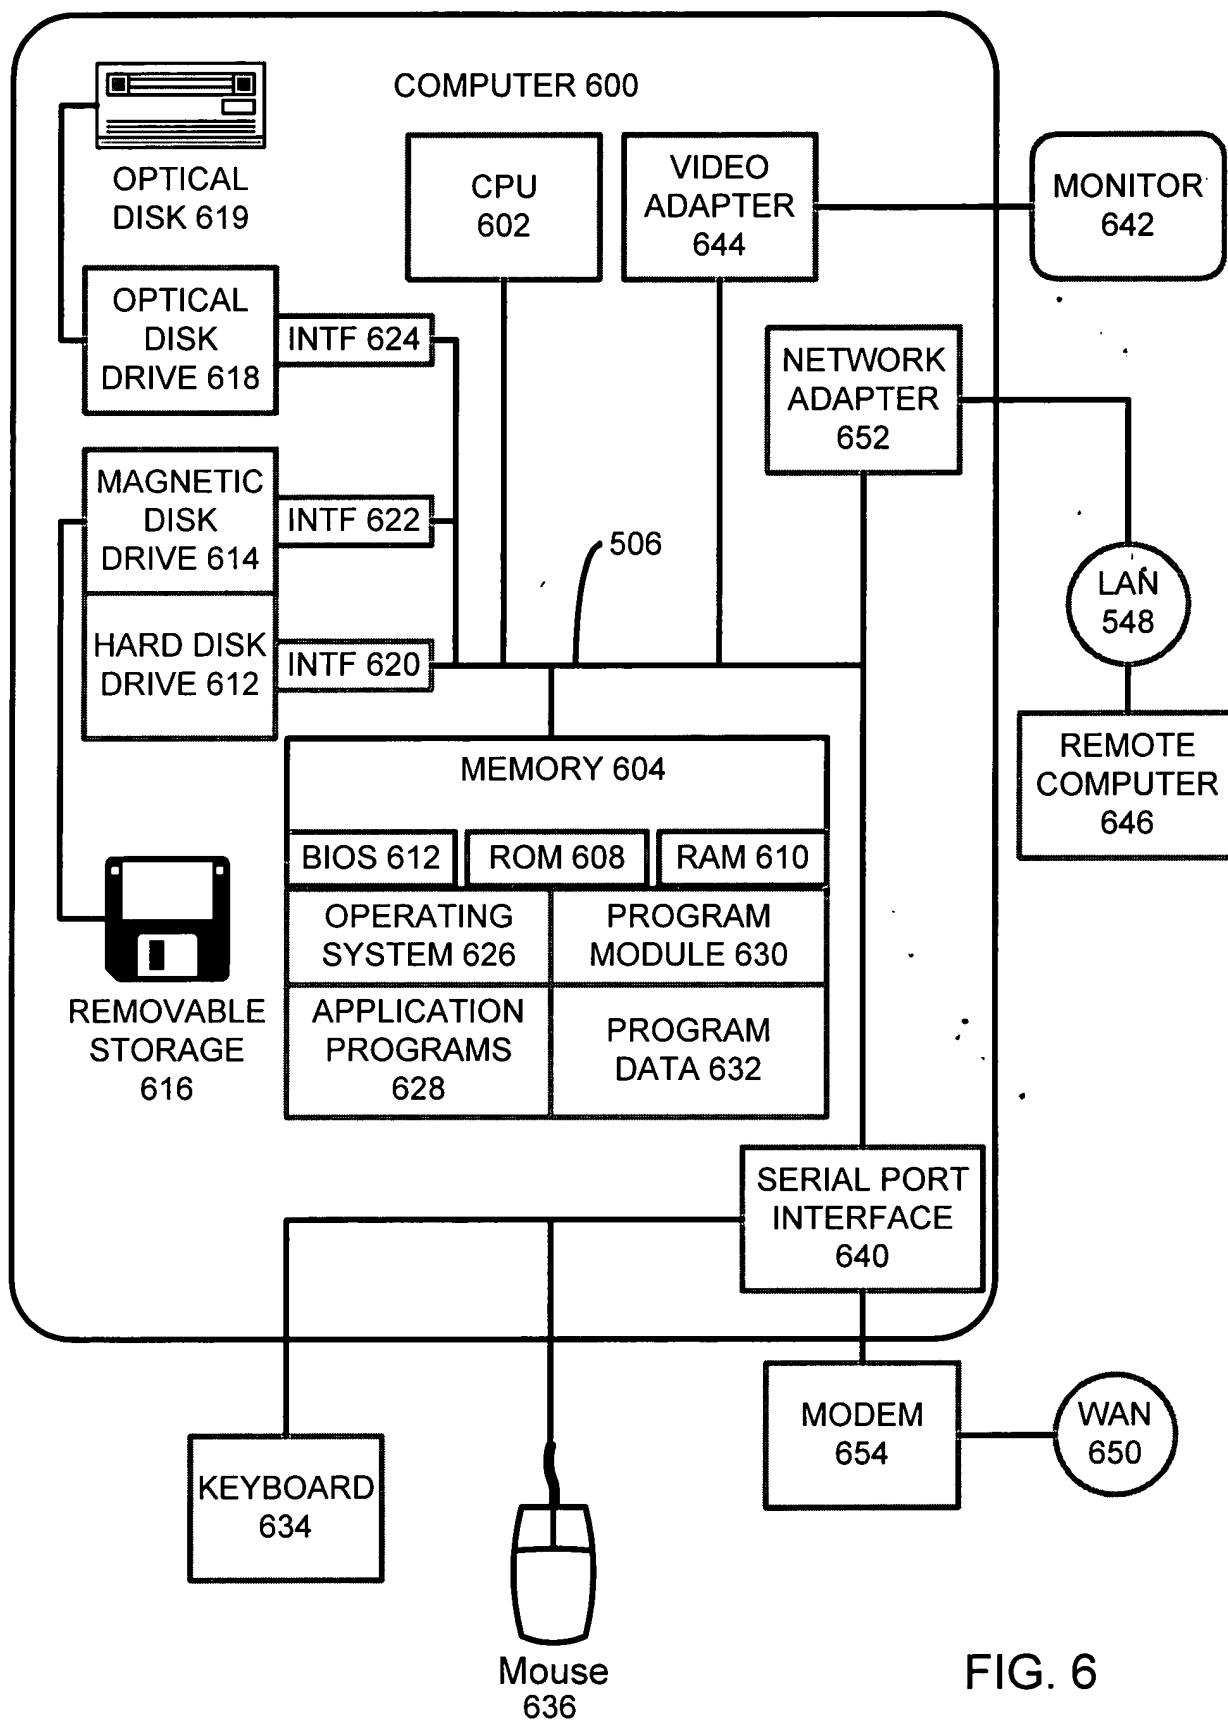 COMPUTER 600
OPTICAL
DISK 619
CPU
602
VIDEO
ADAPTER
644
MONITOR
642
OPTICAL
DISK
DRIVE 618
INTF 624
NETWORK
ADAPTER
652
MAGNETIC
DISK
DRIVE 614
INTF 622
506
LAN
548
HARD DISK
DRIVE 612
INTF 620
REMOTE
COMPUTER
646
MEMORY 604
BIOS 612
ROM 608
RAM 610
OPERATING
SYSTEM 626
PROGRAM
MODULE 630
REMOVABLE
STORAGE
616
APPLICATION
PROGRAMS
628
PROGRAM
DATA 632
SERIAL PORT
INTERFACE
640
MODEM
654
WAN
650
KEYBOARD
634
Mouse
636
FIG. 6